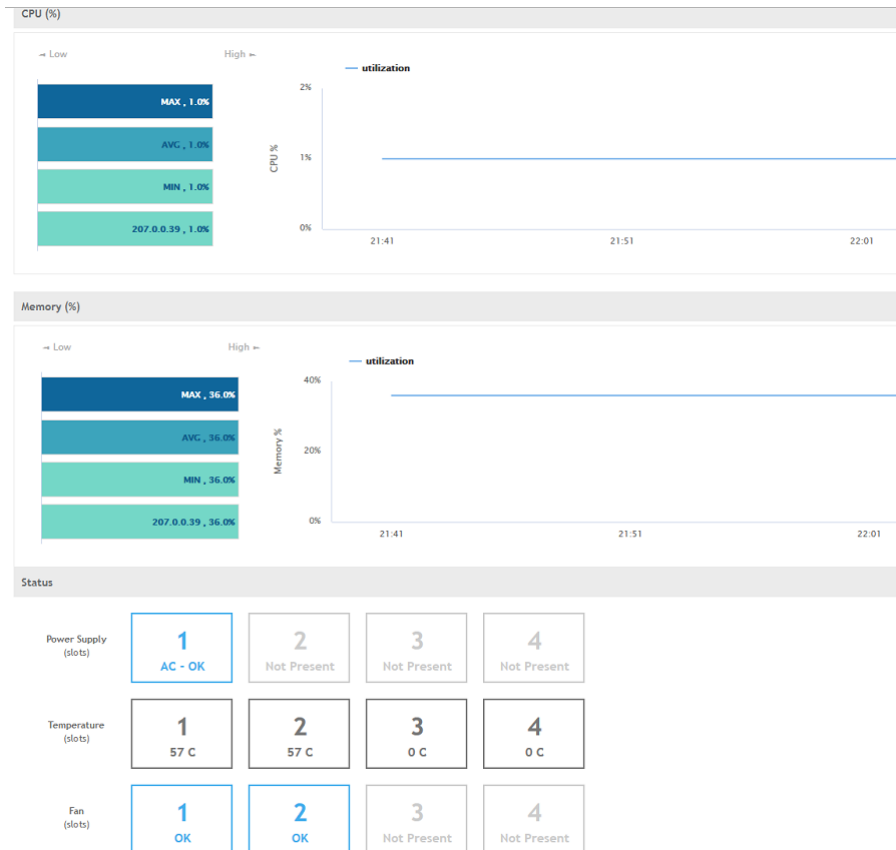 CPU (%)
⊸ Low High ⟜
utilization
MAX , 1.0%
AVG , 1.0%
MIN , 1.0%
207.0.0.39 , 1.0%
CPU %
2%
1%
0%
21:41 21:51 22:01
Memory (%)
⊸ Low High ⟜
utilization
MAX , 36.0%
AVG , 36.0%
MIN , 36.0%
207.0.0.39 , 36.0%
Memory %
40%
20%
0%
21:41 21:51 22:01
Status
Power Supply
(slots)
1 2 3 4
AC - OK Not Present Not Present Not Present
Temperature
(slots)
1 2 3 4
57 C 57 C 0 C 0 C
Fan
(slots)
1 2 3 4
OK OK Not Present Not Present